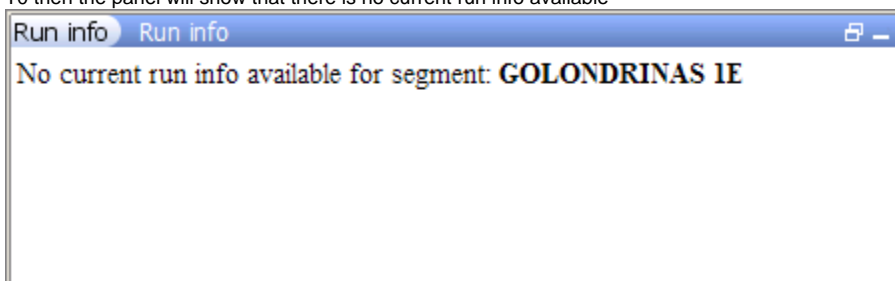 To then the panel will show that there is no current run info available
Run info Run info
No current run info available for segment: GOLONDRINAS 1E